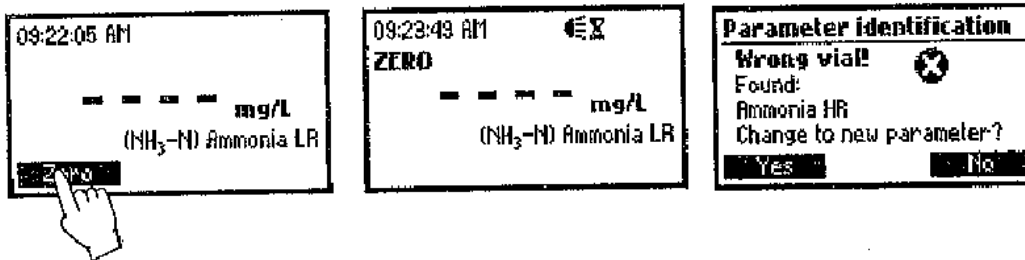 09:22:05 AM
– – – – mg/L
(NH₃-N) Ammonia LR
Zero
09:23:49 AM
ZERO
– – – – mg/L
(NH₃-N) Ammonia LR
Parameter identification
Wrong vial!
Found:
Ammonia HR
Change to new parameter?
Yes No